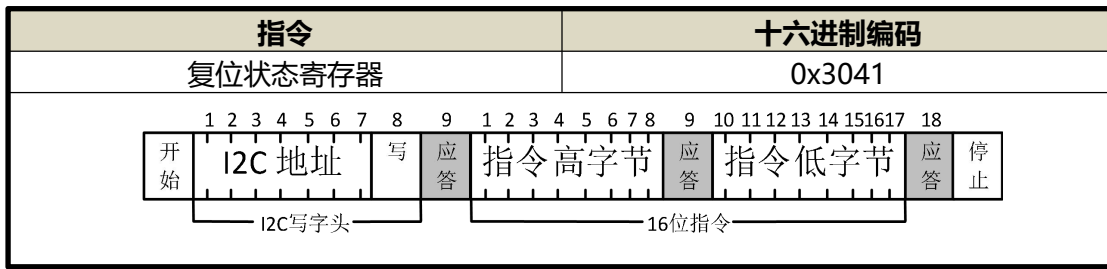 指令 十六进制编码
复位状态寄存器 0x3041
1 2 3 4 5 6 7 8 9 1 2 3 4 5 6 7 8 9 10 11 12 13 14 15 16 17 18
开始 I2C 地址 写 应答 指令高字节 应答 指令低字节 应答 停止
I2C写字头 16位指令